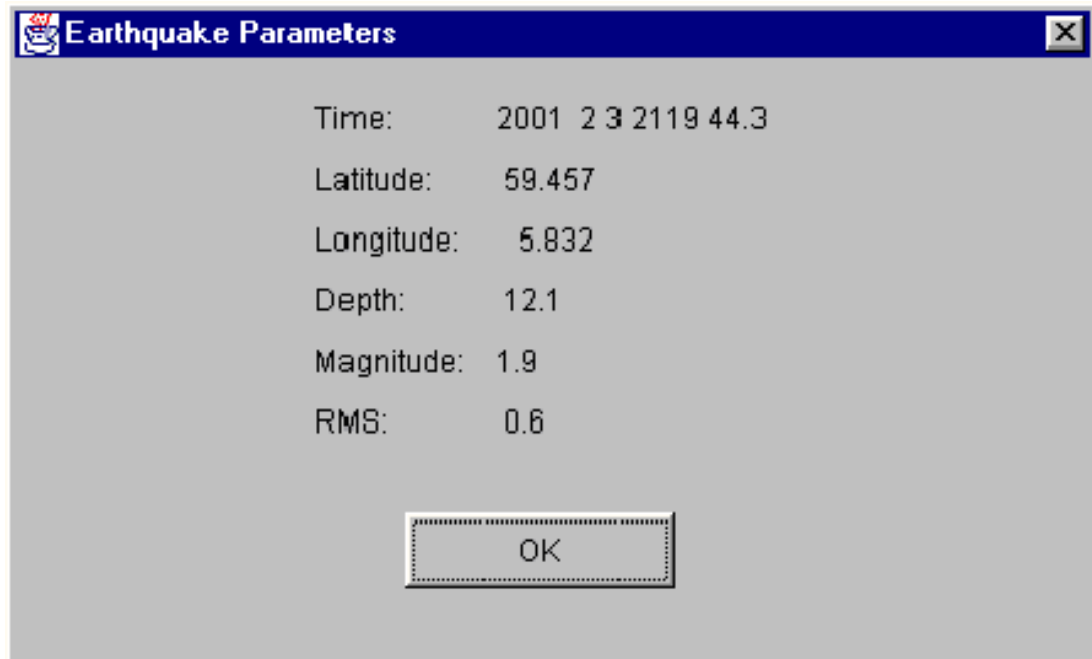 Earthquake Parameters
Time: 2001 2 3 2119 44.3
Latitude: 59.457
Longitude: 5.832
Depth: 12.1
Magnitude: 1.9
RMS: 0.6
OK